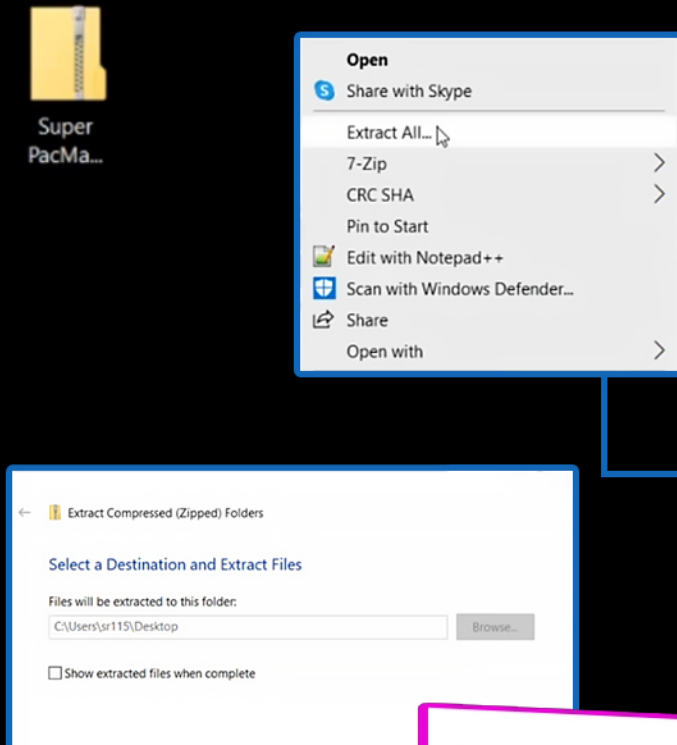 Super
PacMa...
Open
Share with Skype
Extract All...
7-Zip
CRC SHA
Pin to Start
Edit with Notepad++
Scan with Windows Defender...
Share
Open with
Extract Compressed (Zipped) Folders
Select a Destination and Extract Files
Files will be extracted to this folder:
C:\Users\sr115\Desktop
Browse...
Show extracted files when complete